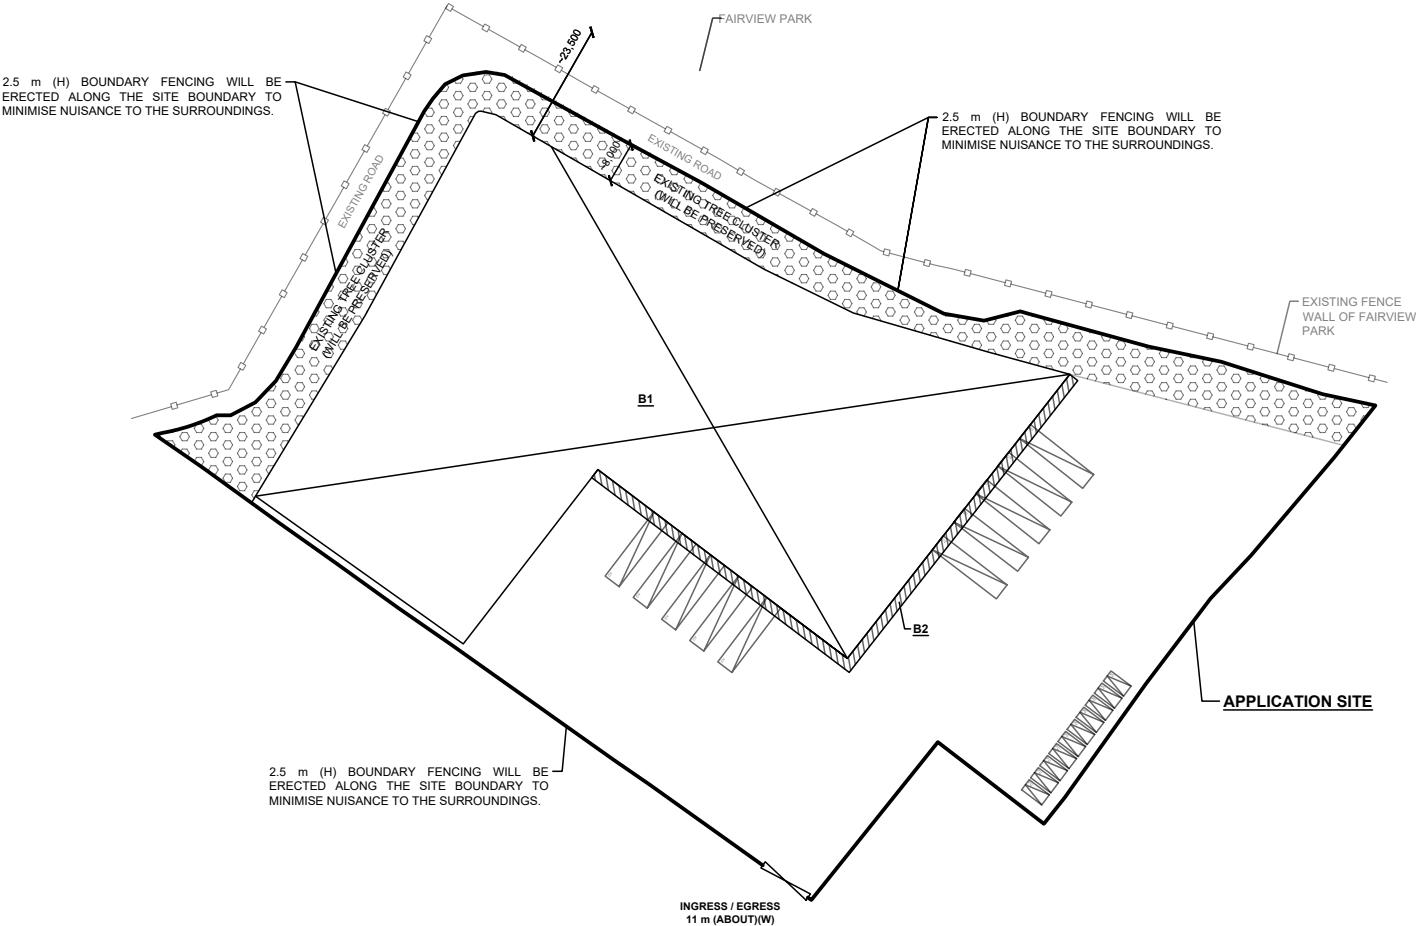 FAIRVIEW PARK
~23.500
2.5 m (H) BOUNDARY FENCING WILL BE
ERECTED ALONG THE SITE BOUNDARY TO
MINIMISE NUISANCE TO THE SURROUNDINGS.
2.5 m (H) BOUNDARY FENCING WILL BE
ERECTED ALONG THE SITE BOUNDARY TO
MINIMISE NUISANCE TO THE SURROUNDINGS.
EXISTING ROAD
~8.000
EXISTING ROAD
EXISTING TREE CLUSTER
(WILL BE PRESERVED)
EXISTING TREE CLUSTER
(WILL BE PRESERVED)
EXISTING FENCE
WALL OF FAIRVIEW
PARK
B1
B2
APPLICATION SITE
2.5 m (H) BOUNDARY FENCING WILL BE
ERECTED ALONG THE SITE BOUNDARY TO
MINIMISE NUISANCE TO THE SURROUNDINGS.
INGRESS / EGRESS
11 m (ABOUT)(W)